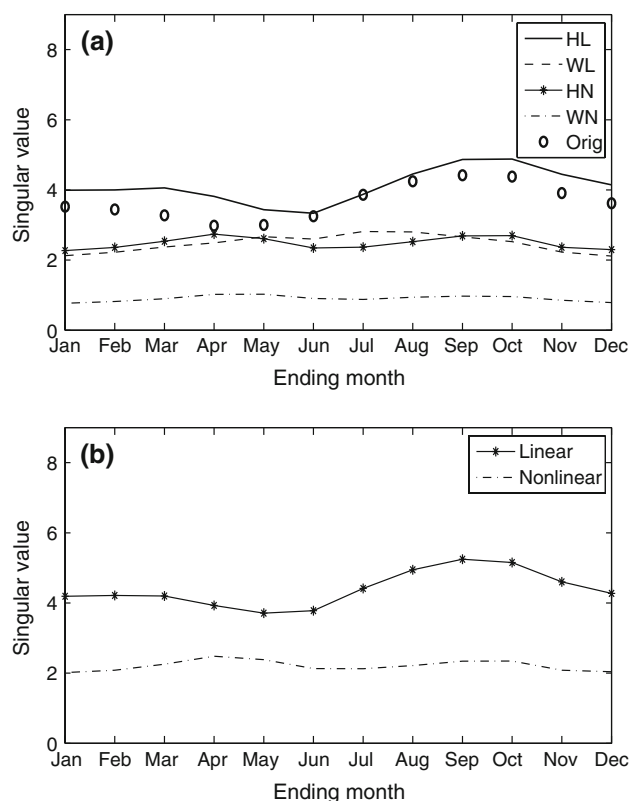 (a)
HL
WL
HN
WN
Orig
8
6
4
2
0
Singular value
Jan Feb Mar Apr May Jun Jul Aug Sep Oct Nov Dec
Ending month
(b)
Linear
Nonlinear
8
6
4
2
0
Singular value
Jan Feb Mar Apr May Jun Jul Aug Sep Oct Nov Dec
Ending month